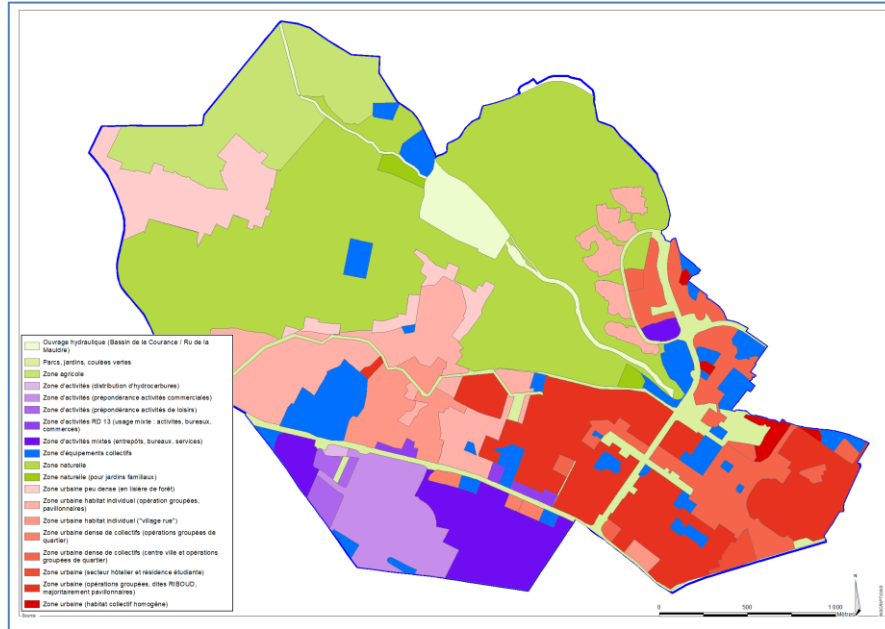 Ouvrage hydraulique (Bassin de la Courance / Ru de la
Mauldre)
Parcs, jardins, coulées vertes
Zone agricole
Zone d'activités (distribution d'hydrocarbures)
Zone d'activités (prépondérance activités commerciales)
Zone d'activités (prépondérance activités de loisirs)
Zone d'activités RD 13 (usage mixte : activités, bureaux,
commerces)
Zone d'activités mixtes (entrepôts, bureaux, services)
Zone d'équipements collectifs
Zone naturelle
Zone naturelle (pour jardins familiaux)
Zone urbaine peu dense (en lisière de forêt)
Zone urbaine habitat individuel (opération groupées,
pavillonnaires)
Zone urbaine habitat individuel ("village rue")
Zone urbaine dense de collectifs (opérations groupées de
quartier)
Zone urbaine dense de collectifs (centre ville et opérations
groupées de quartier)
Zone urbaine (secteur hôtelier et résidence étudiante)
Zone urbaine (opérations groupées, dites RIBOUD,
majoritairement pavillonnaires)
Zone urbaine (habitat collectif homogène)
0 500 1 000
Mètres
N